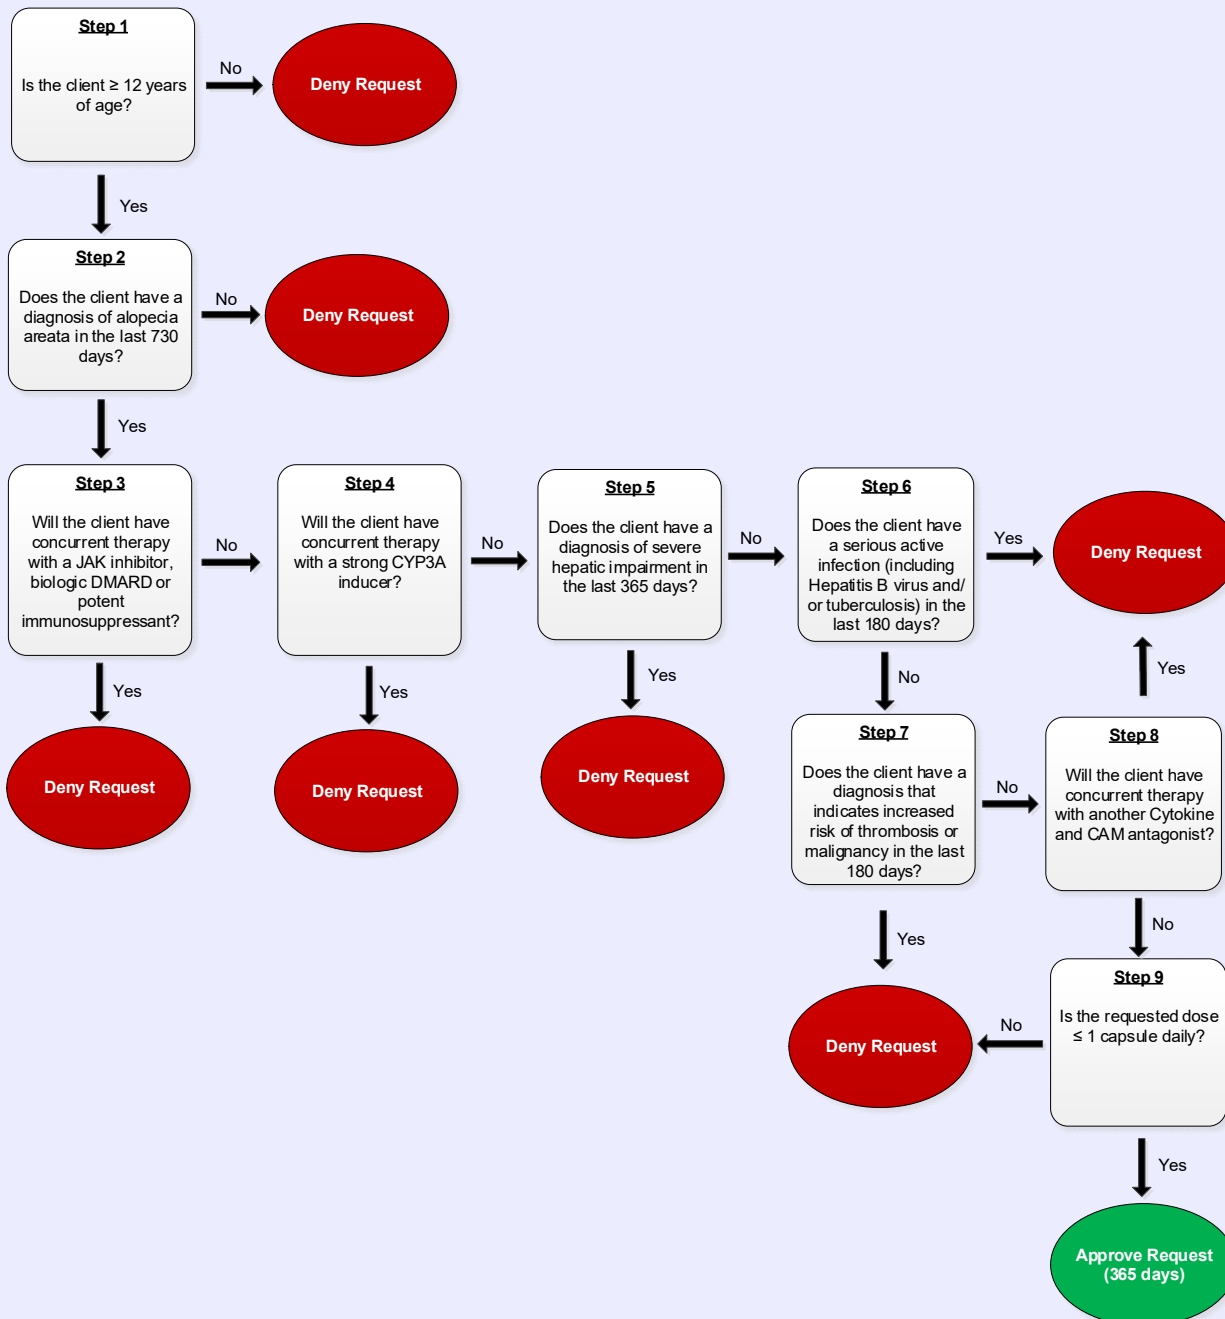 Step 1
Is the client ≥ 12 years
of age?
No
Deny Request
Yes
Step 2
Does the client have a
diagnosis of alopecia
areata in the last 730
days?
No
Deny Request
Yes
Step 3
Will the client have
concurrent therapy
with a JAK inhibitor,
biologic DMARD or
potent
immunosuppressant?
No
Yes
Deny Request
Step 4
Will the client have
concurrent therapy
with a strong CYP3A
inducer?
No
Yes
Deny Request
Step 5
Does the client have a
diagnosis of severe
hepatic impairment in
the last 365 days?
No
Yes
Deny Request
Step 6
Does the client have
a serious active
infection (including
Hepatitis B virus and/
or tuberculosis) in the
last 180 days?
Yes
Deny Request
No
Step 7
Does the client have a
diagnosis that
indicates increased
risk of thrombosis or
malignancy in the last
180 days?
No
Yes
Deny Request
Step 8
Will the client have
concurrent therapy
with another Cytokine
and CAM antagonist?
Yes
No
Step 9
Is the requested dose
≤ 1 capsule daily?
No
Yes
Approve Request
(365 days)